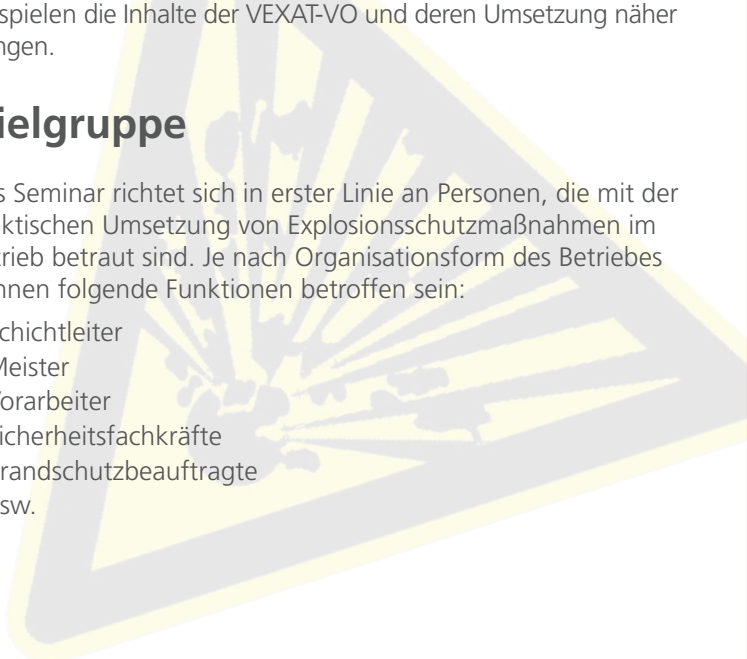 spielen die Inhalte der VEXAT-VO und deren Umsetzung näher
ngen.
ielgruppe
s Seminar richtet sich in erster Linie an Personen, die mit der
ktischen Umsetzung von Explosionsschutzmaßnahmen im
trieb betraut sind. Je nach Organisationsform des Betriebes
nnen folgende Funktionen betroffen sein:
chichtleiter
Meister
orarbeiter
icherheitsfachkräfte
randschutzbeauftragte
sw.